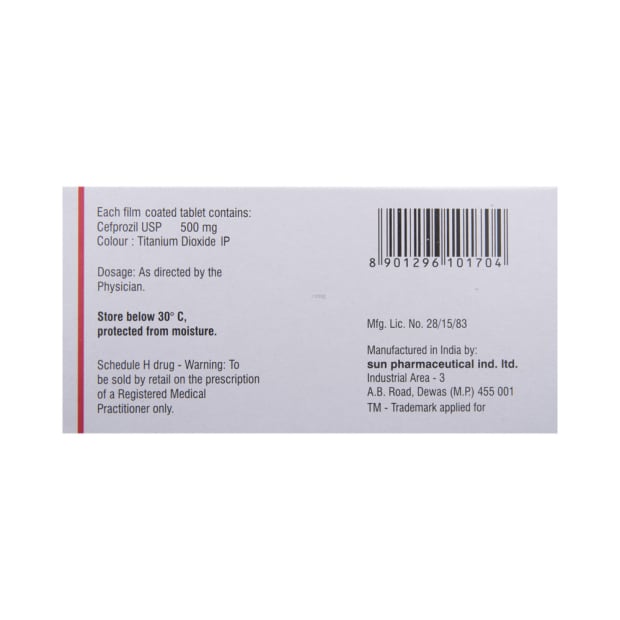 Each film coated tablet contains:
Cefprozil USP 500 mg
Colour : Titanium Dioxide IP
Dosage: As directed by the
Physician.
Store below 30° C,
protected from moisture.
Schedule H drug - Warning: To
be sold by retail on the prescription
of a Registered Medical
Practitioner only.
8 901296 101704
Mfg. Lic. No. 28/15/83
Manufactured in India by:
sun pharmaceutical ind. ltd.
Industrial Area - 3
A.B. Road, Dewas (M.P.) 455 001
TM - Trademark applied for